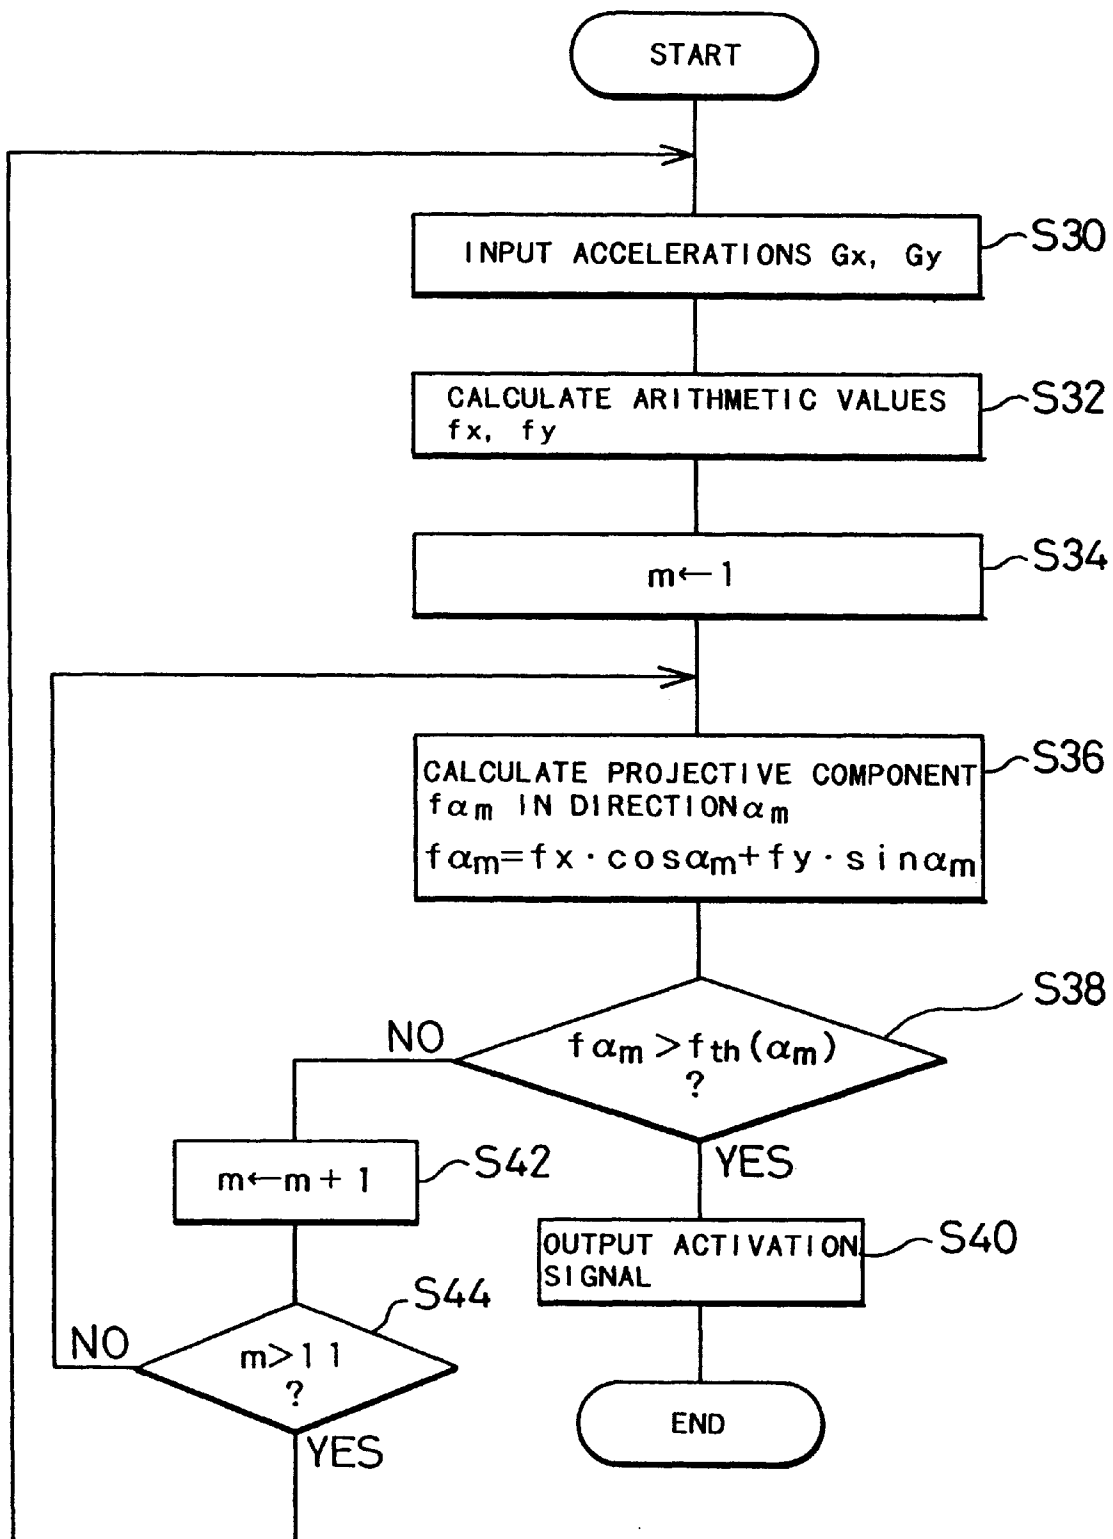 START
INPUT ACCELERATIONS Gx, Gy
S30
CALCULATE ARITHMETIC VALUES
fx, fy
S32
m←1
S34
CALCULATE PROJECTIVE COMPONENT
fαm IN DIRECTION αm
fαm=fx·cosαm+fy·sinαm
S36
fαm>fth(αm)
?
S38
NO
YES
m←m+1
S42
OUTPUT ACTIVATION
SIGNAL
S40
m>11
?
S44
NO
YES
END